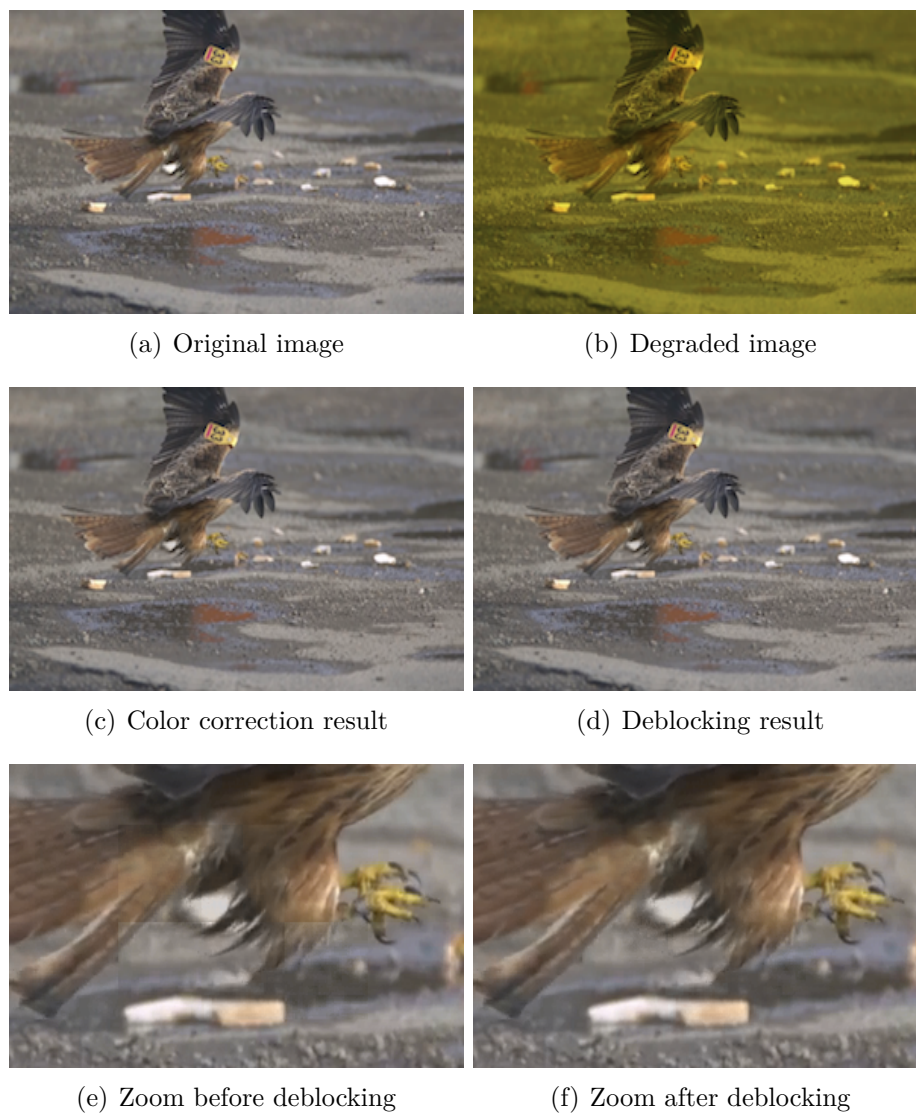 (a) Original image
(b) Degraded image
(c) Color correction result
(d) Deblocking result
(e) Zoom before deblocking
(f) Zoom after deblocking